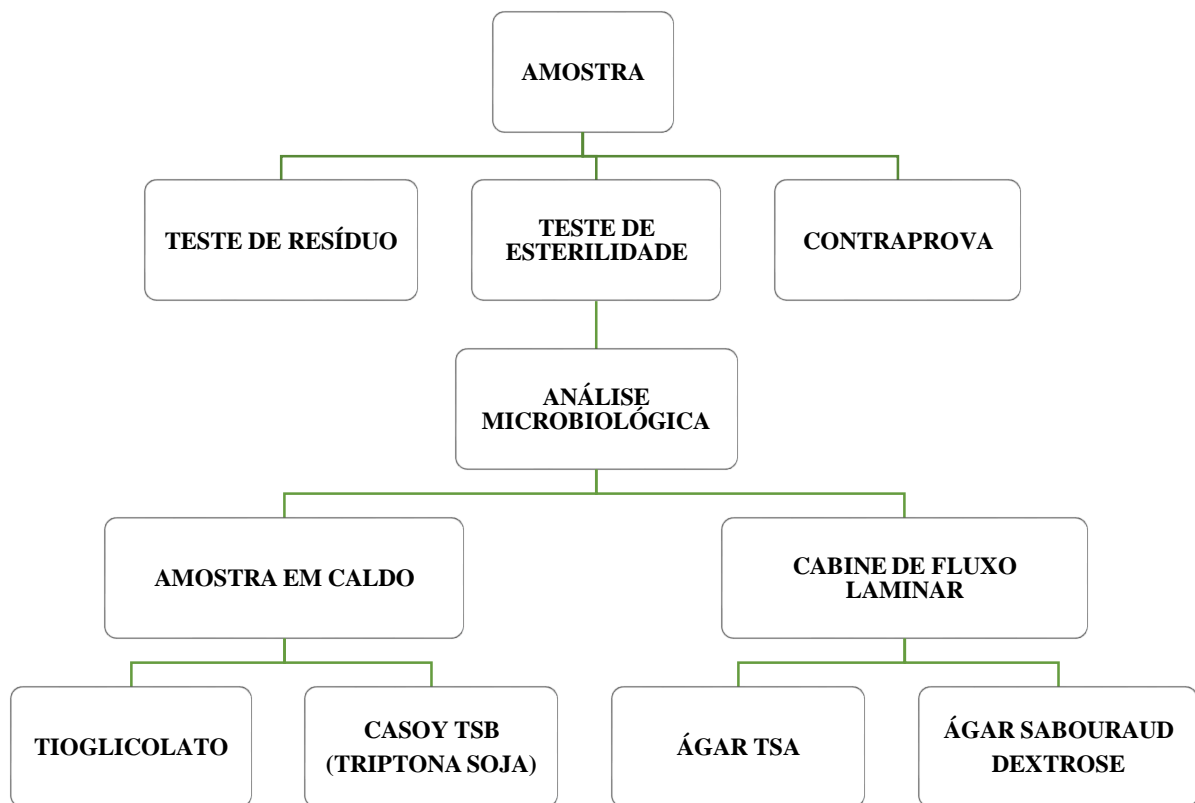 AMOSTRA
TESTE DE RESÍDUO
TESTE DE
ESTERILIDADE
CONTRAPROVA
ANÁLISE
MICROBIOLÓGICA
AMOSTRA EM CALDO
CABINE DE FLUXO
LAMINAR
TIOGLICOLATO
CASOY TSB
(TRIPTONA SOJA)
ÁGAR TSA
ÁGAR SABOURAUD
DEXTROSE